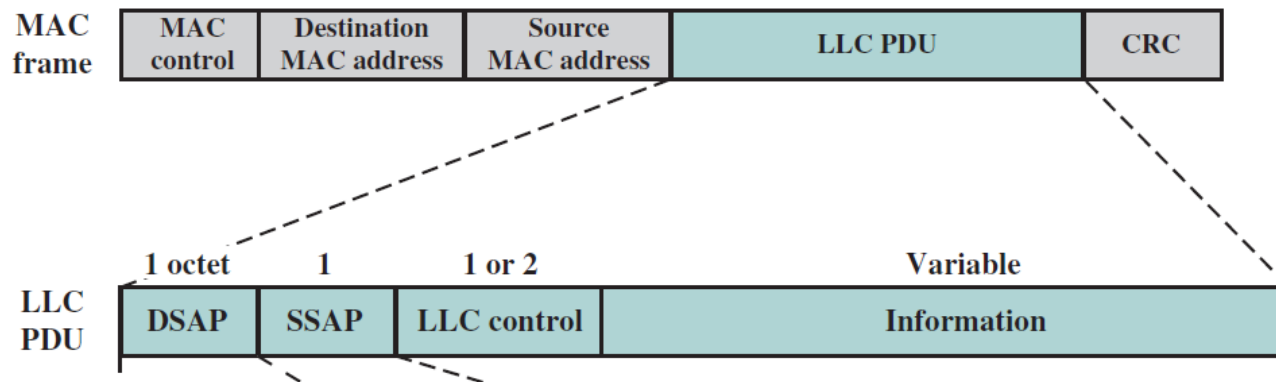 MAC frame
MAC control
Destination MAC address
Source MAC address
LLC PDU
CRC
1 octet
1
1 or 2
Variable
LLC PDU
DSAP
SSAP
LLC control
Information